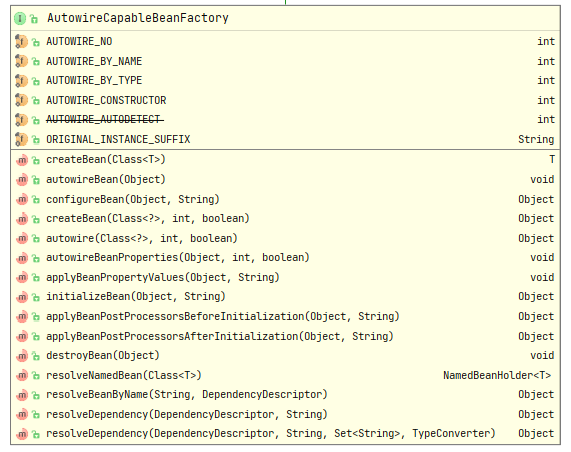 AutowireCapableBeanFactory
AUTOWIRE_NO int
AUTOWIRE_BY_NAME int
AUTOWIRE_BY_TYPE int
AUTOWIRE_CONSTRUCTOR int
AUTOWIRE_AUTODETECT int
ORIGINAL_INSTANCE_SUFFIX String
createBean(Class<T>) T
autowireBean(Object) void
configureBean(Object, String) Object
createBean(Class<?>, int, boolean) Object
autowire(Class<?>, int, boolean) Object
autowireBeanProperties(Object, int, boolean) void
applyBeanPropertyValues(Object, String) void
initializeBean(Object, String) Object
applyBeanPostProcessorsBeforeInitialization(Object, String) Object
applyBeanPostProcessorsAfterInitialization(Object, String) Object
destroyBean(Object) void
resolveNamedBean(Class<T>) NamedBeanHolder<T>
resolveBeanByName(String, DependencyDescriptor) Object
resolveDependency(DependencyDescriptor, String) Object
resolveDependency(DependencyDescriptor, String, Set<String>, TypeConverter) Object